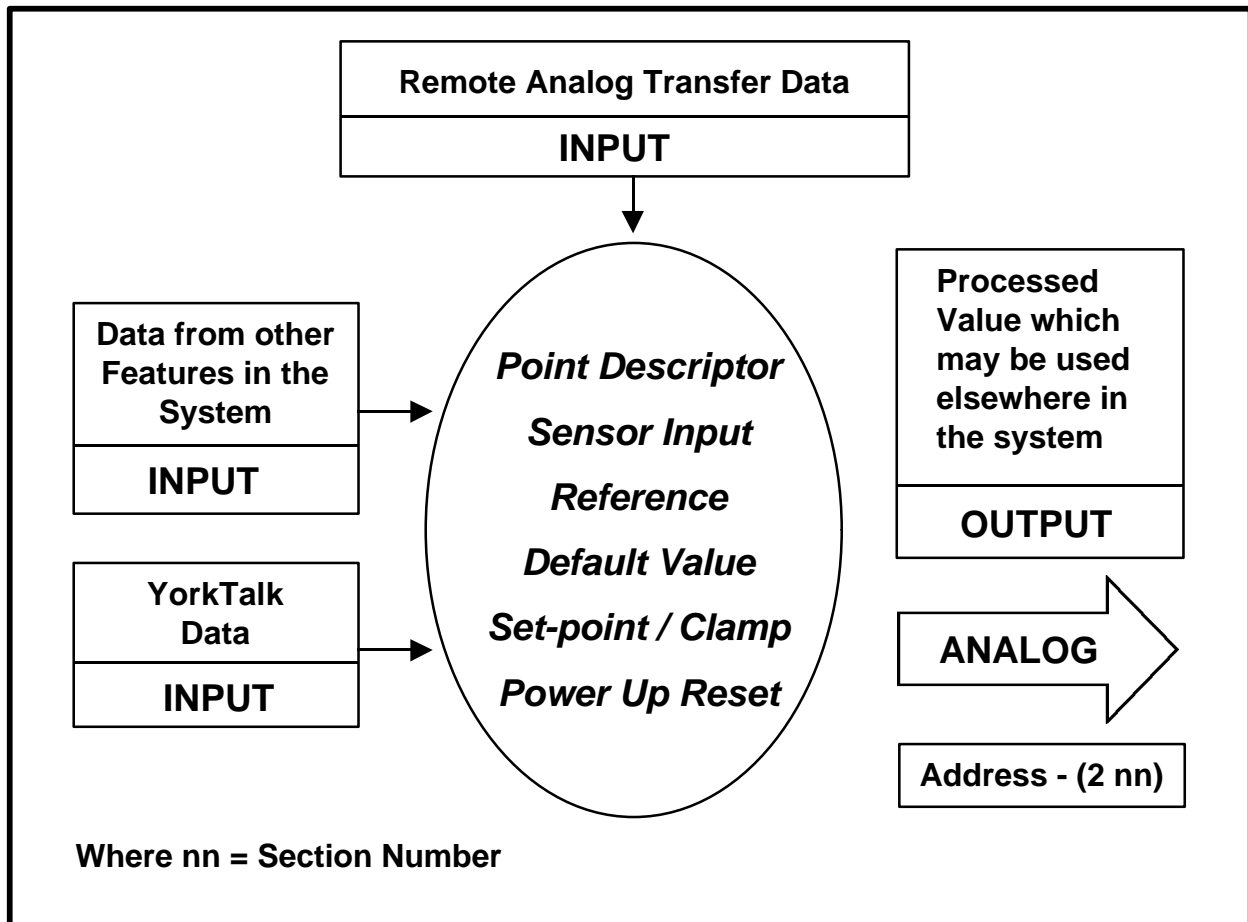 Remote Analog Transfer Data
INPUT
Data from other
Features in the
System
INPUT
YorkTalk
Data
INPUT
Point Descriptor
Sensor Input
Reference
Default Value
Set-point / Clamp
Power Up Reset
Processed
Value which
may be used
elsewhere in
the system
OUTPUT
ANALOG
Address - (2 nn)
Where nn = Section Number